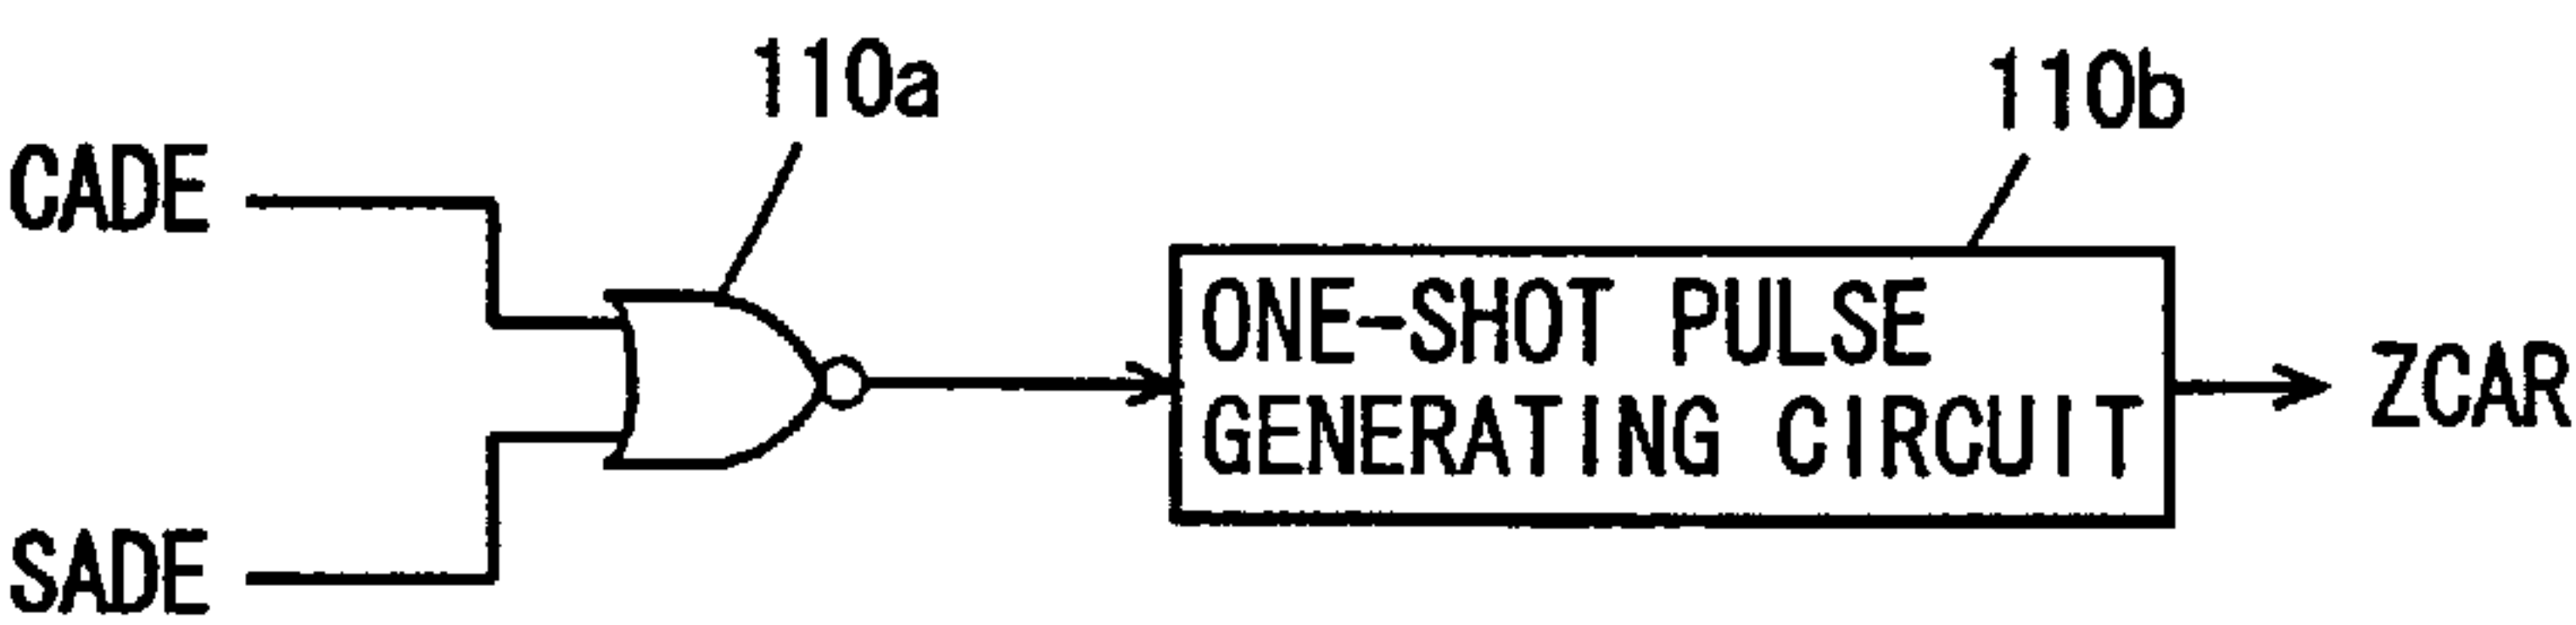 110a
110b
CADE
ONE-SHOT PULSE
GENERATING CIRCUIT
ZCAR
SADE